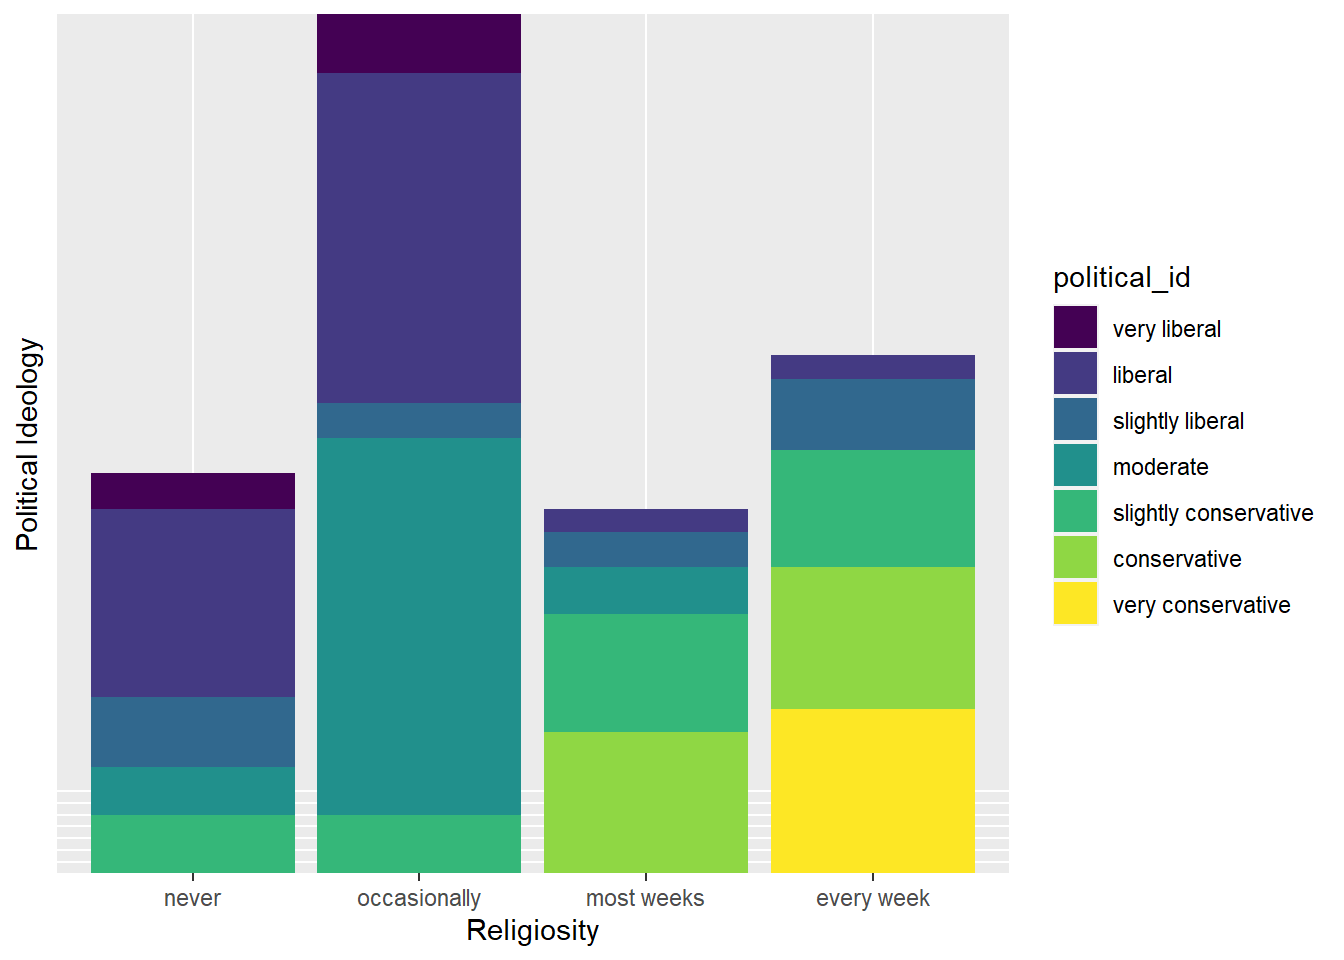 Political Ideology
never
occasionally
most weeks
every week
Religiosity
political_id
very liberal
liberal
slightly liberal
moderate
slightly conservative
conservative
very conservative